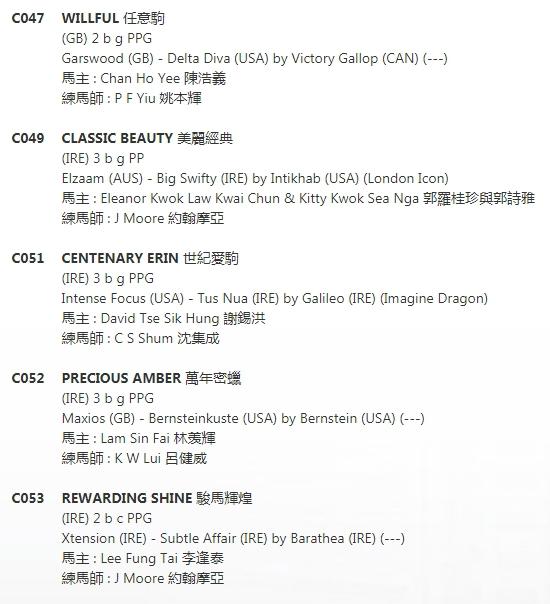 C047 WILLFUL 任意駒
(GB) 2 b g PPG
Garswood (GB) - Delta Diva (USA) by Victory Gallop (CAN) (---)
馬主 : Chan Ho Yee 陳浩義
練馬師 : P F Yiu 姚本輝
C049 CLASSIC BEAUTY 美麗經典
(IRE) 3 b g PP
Elzaam (AUS) - Big Swifty (IRE) by Intikhab (USA) (London Icon)
馬主 : Eleanor Kwok Law Kwai Chun & Kitty Kwok Sea Nga 郭羅桂珍與郭詩雅
練馬師 : J Moore 約翰摩亞
C051 CENTENARY ERIN 世紀愛駒
(IRE) 3 b g PPG
Intense Focus (USA) - Tus Nua (IRE) by Galileo (IRE) (Imagine Dragon)
馬主 : David Tse Sik Hung 謝錫洪
練馬師 : C S Shum 沈集成
C052 PRECIOUS AMBER 萬年密蠟
(IRE) 3 b g PPG
Maxios (GB) - Bernsteinkuste (USA) by Bernstein (USA) (---)
馬主 : Lam Sin Fai 林羨輝
練馬師 : K W Lui 呂健威
C053 REWARDING SHINE 駿馬輝煌
(IRE) 2 b c PPG
Xtension (IRE) - Subtle Affair (IRE) by Barathea (IRE) (---)
馬主 : Lee Fung Tai 李逢泰
練馬師 : J Moore 約翰摩亞